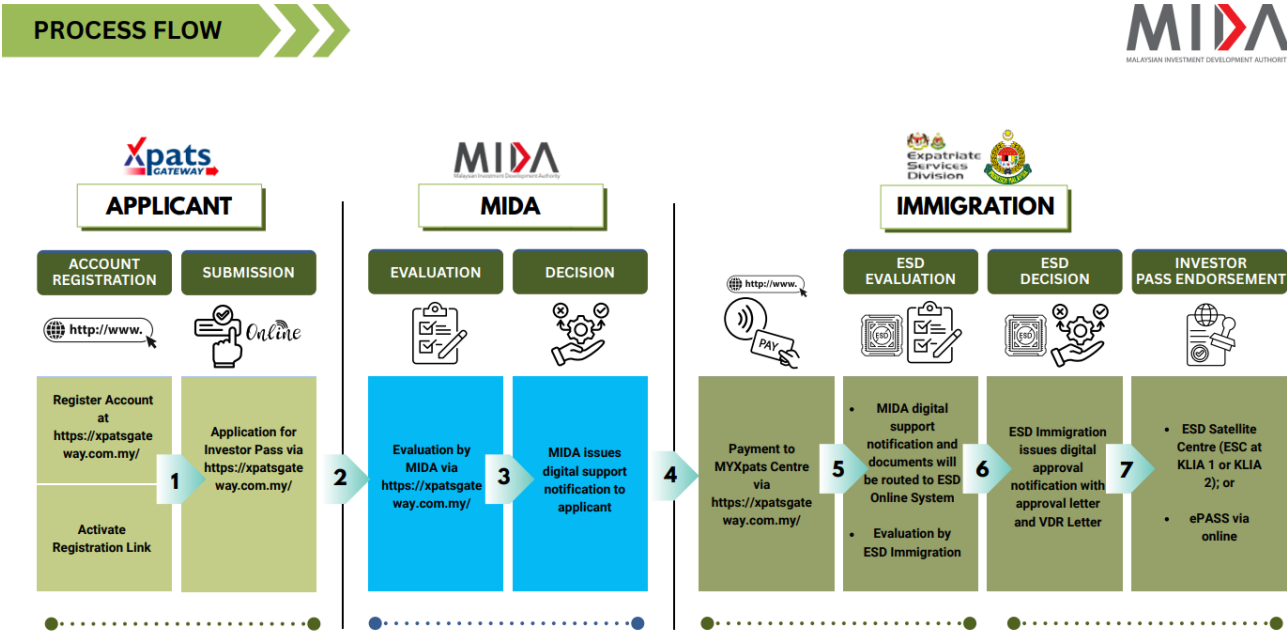 PROCESS FLOW
MIDA
MALAYSIAN INVESTMENT DEVELOPMENT AUTHORIT
Xpats
GATEWAY
APPLICANT
ACCOUNT
REGISTRATION
http://www.
Register Account
at
https://xpatsgate
way.com.my/
Activate
Registration Link
1
SUBMISSION
Online
Application for
Investor Pass via
https://xpatsgate
way.com.my/
2
MIDA
Malaysian Investment Development Authority
MIDA
EVALUATION
Evaluation by
MIDA via
https://xpatsgate
way.com.my/
3
DECISION
MIDA issues
digital support
notification to
applicant
4
Expatriate
Services
Division
IMMIGRATION
http://www.
PAY
Payment to
MYXpats Centre
via
https://xpatsgate
way.com.my/
5
ESD
EVALUATION
ESD
• MIDA digital
support
notification and
documents will
be routed to ESD
Online System
• Evaluation by
ESD Immigration
6
ESD
DECISION
ESD
ESD Immigration
issues digital
approval
notification with
approval letter
and VDR Letter
7
INVESTOR
PASS ENDORSEMENT
• ESD Satellite
Centre (ESC at
KLIA 1 or KLIA
2); or
• ePASS via
online